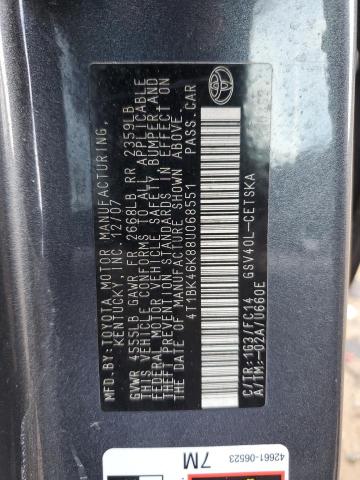 MFD. BY: TOYOTA MOTOR MANUFACTURING,
KENTUCKY, INC. 12/07
GVWR 4555LB GAWR FR 2668LB RR 2359LB
THIS VEHICLE CONFORMS TO ALL APPLICABLE
FEDERAL MOTOR VEHICLE SAFETY, BUMPER, AND
THEFT PREVENTION STANDARDS IN EFFECT ON
THE DATE OF MANUFACTURE SHOWN ABOVE.
4T1BK46K88U068551 PASS.CAR
C/TR:1G3/FC14 GSV40L-CETSKA
A/TM:-02A/U660E
42661-06523
7M